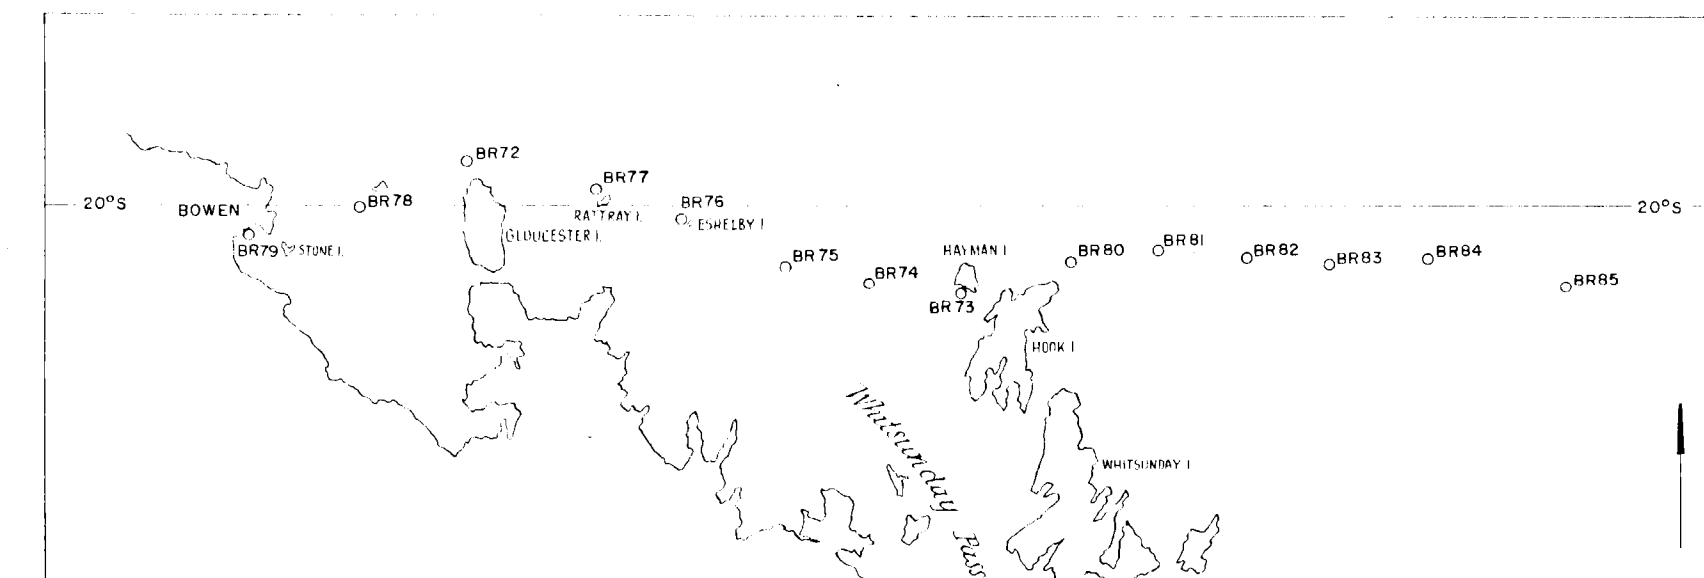 BR72
BR77
20°S
BOWEN
BR78
BR76
20°S
RATTRAY I.
ESHELBY I.
GLOUCESTER I.
BR79
STONE I.
BR75
BR74
HAYMAN I.
BR73
BR80
BR81
BR82
BR83
BR84
BR85
HOOK I.
Whitsunday Pass
WHITSUNDAY I.